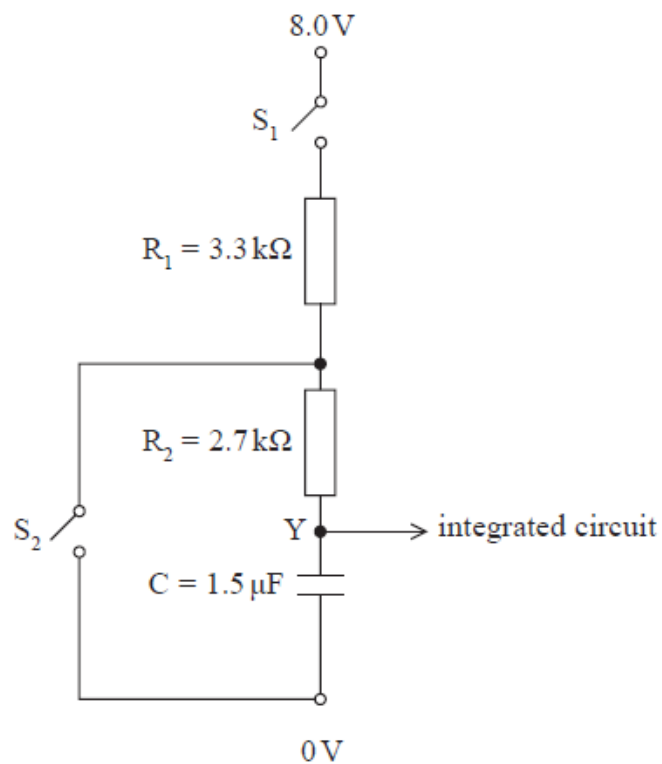 8.0 V
S₁
R₁ = 3.3 kΩ
R₂ = 2.7 kΩ
S₂
Y
integrated circuit
C = 1.5 μF
0 V